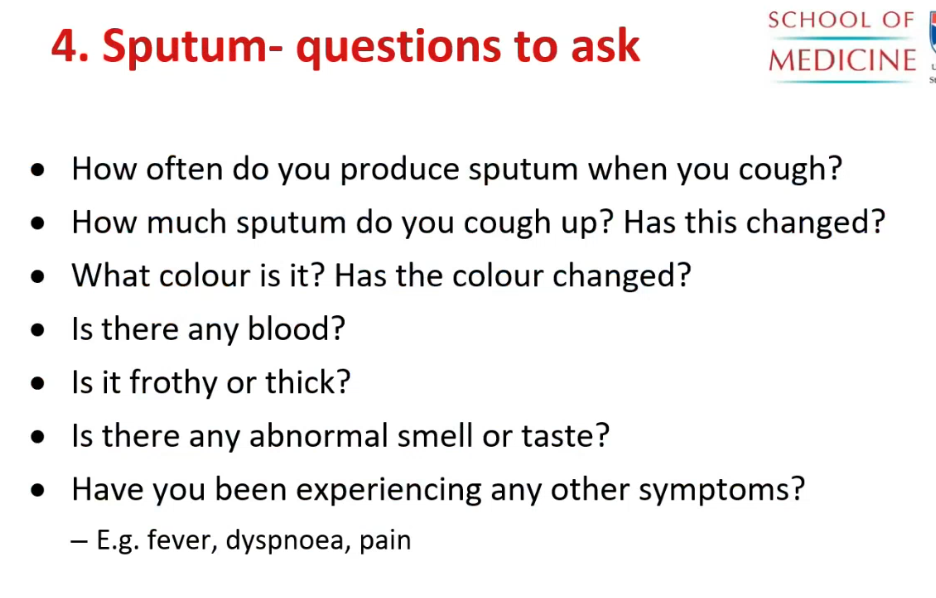 4. Sputum- questions to ask
SCHOOL OF
MEDICINE
• How often do you produce sputum when you cough?
• How much sputum do you cough up? Has this changed?
• What colour is it? Has the colour changed?
• Is there any blood?
• Is it frothy or thick?
• Is there any abnormal smell or taste?
• Have you been experiencing any other symptoms?
– E.g. fever, dyspnoea, pain